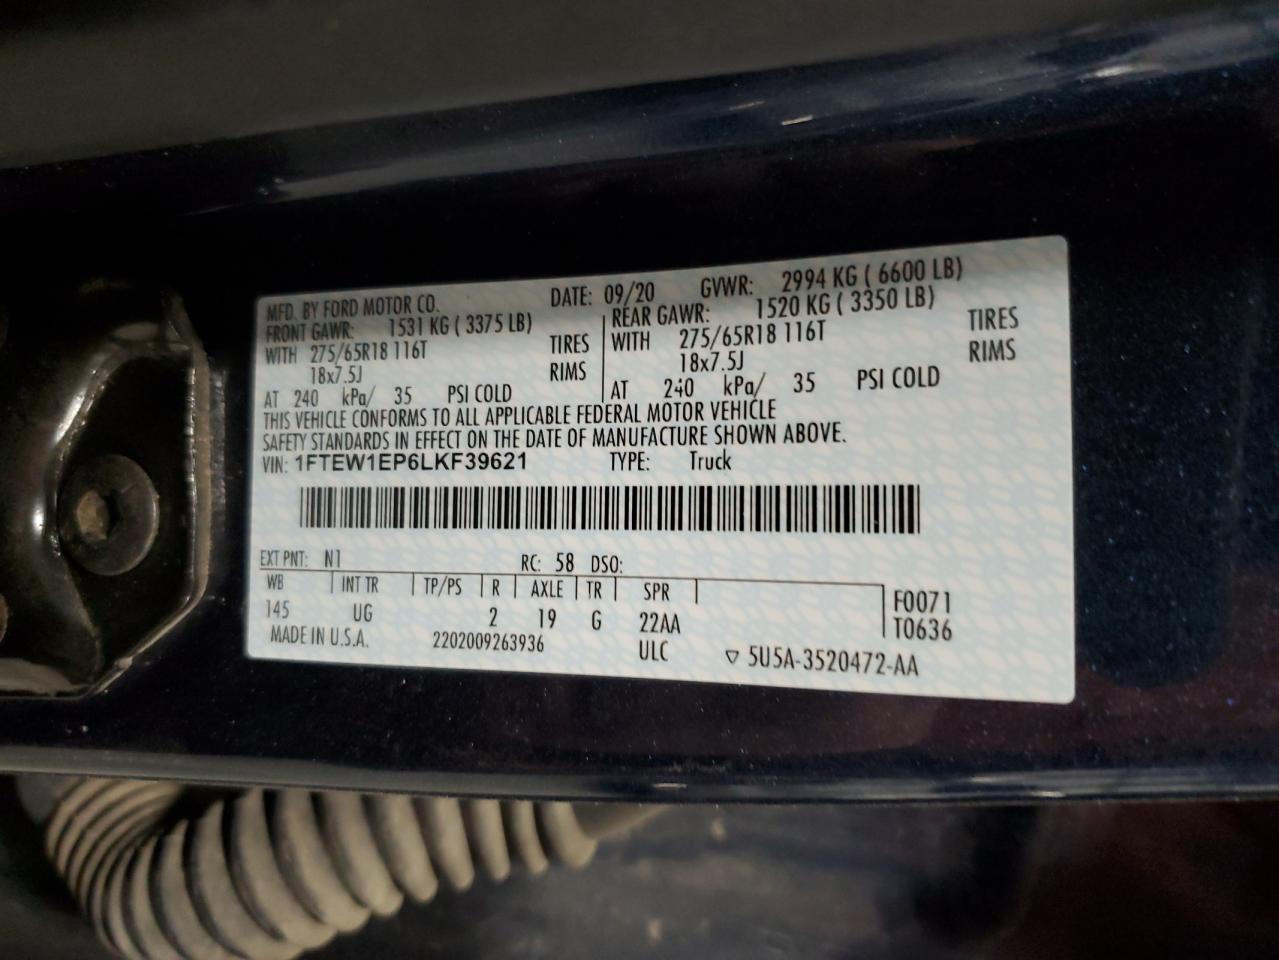 MFD. BY FORD MOTOR CO. DATE: 09/20 GVWR: 2994 KG ( 6600 LB)
FRONT GAWR: 1531 KG ( 3375 LB) REAR GAWR: 1520 KG ( 3350 LB)
WITH 275/65R18 116T TIRES WITH 275/65R18 116T TIRES
18x7.5J RIMS 18x7.5J RIMS
AT 240 kPa/ 35 PSI COLD AT 240 kPa/ 35 PSI COLD
THIS VEHICLE CONFORMS TO ALL APPLICABLE FEDERAL MOTOR VEHICLE
SAFETY STANDARDS IN EFFECT ON THE DATE OF MANUFACTURE SHOWN ABOVE.
VIN: 1FTEW1EP6LKF39621 TYPE: Truck
EXT PNT: N1 RC: 58 DSO:
WB INT TR TP/PS R AXLE TR SPR F0071
145 UG 2 19 G 22AA T0636
MADE IN U.S.A. 2202009263936 ULC ▽ 5U5A-3520472-AA